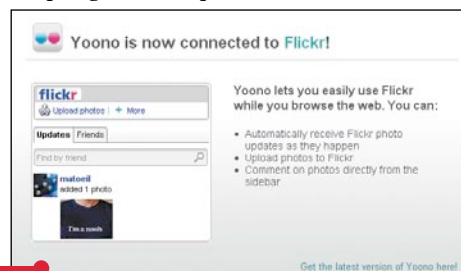 Yoono is now connected to Flickr!
flickr
Upload photos | + More
Updates Friends
Find by friend
matoeil
added 1 photo
I'm a noob
Yoono lets you easily use Flickr
while you browse the web. You can:
• Automatically receive Flickr photo
updates as they happen
• Upload photos to Flickr
• Comment on photos directly from the
sidebar
Get the latest version of Yoono here!